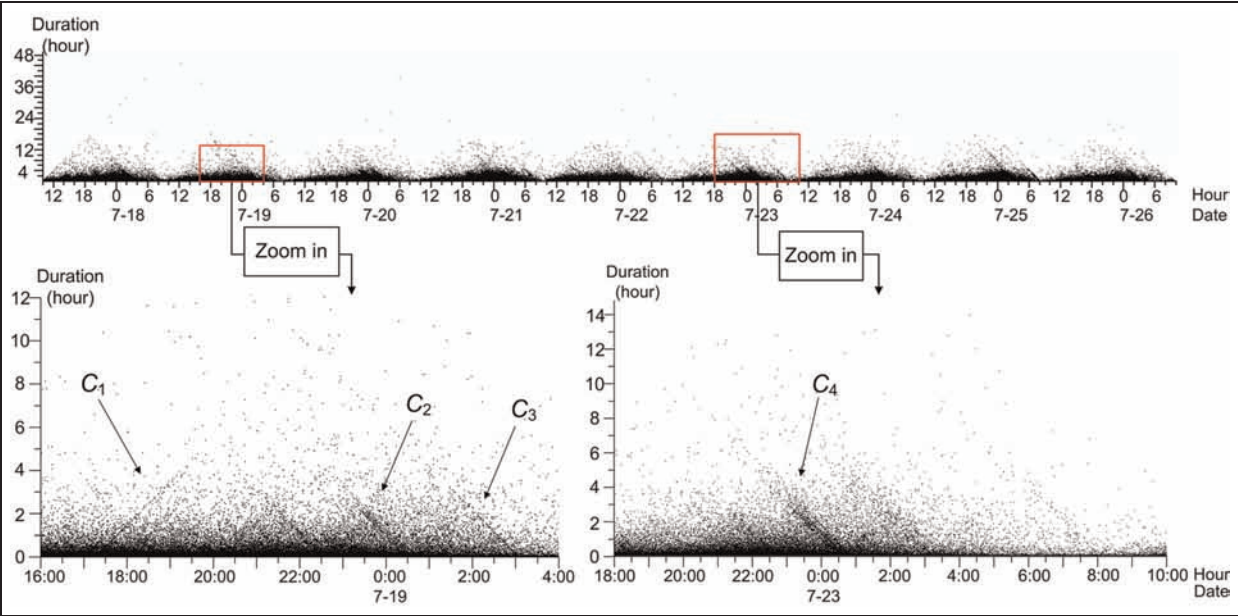 Duration
(hour)
48
36
24
12
4
12 18 0 6 12 18 0 6 12 18 0 6 12 18 0 6 12 18 0 6 12 18 0 6 12 18 0 6 12 18 0 6 12 18 0 6 Hour
7-18 7-19 7-20 7-21 7-22 7-23 7-24 7-25 7-26 Date
Zoom in
Zoom in
Duration
(hour)
12
10
8
6
4
2
0
C1
C2
C3
16:00 18:00 20:00 22:00 0:00 2:00 4:00
7-19
Duration
(hour)
14
12
10
8
6
4
2
0
C4
18:00 20:00 22:00 0:00 2:00 4:00 6:00 8:00 10:00 Hour
7-23 Date